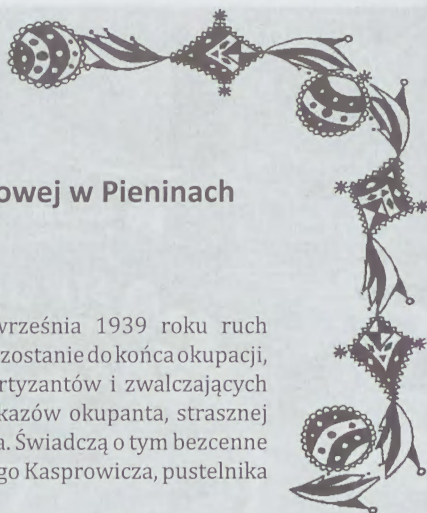 owej w Pieninach
września 1939 roku ruch
zostanie do końca okupacji,
rtyzantów i zwalczających
kazów okupanta, strasznej
a. Świadczą o tym bezcenne
go Kasprowicza, pustelnika